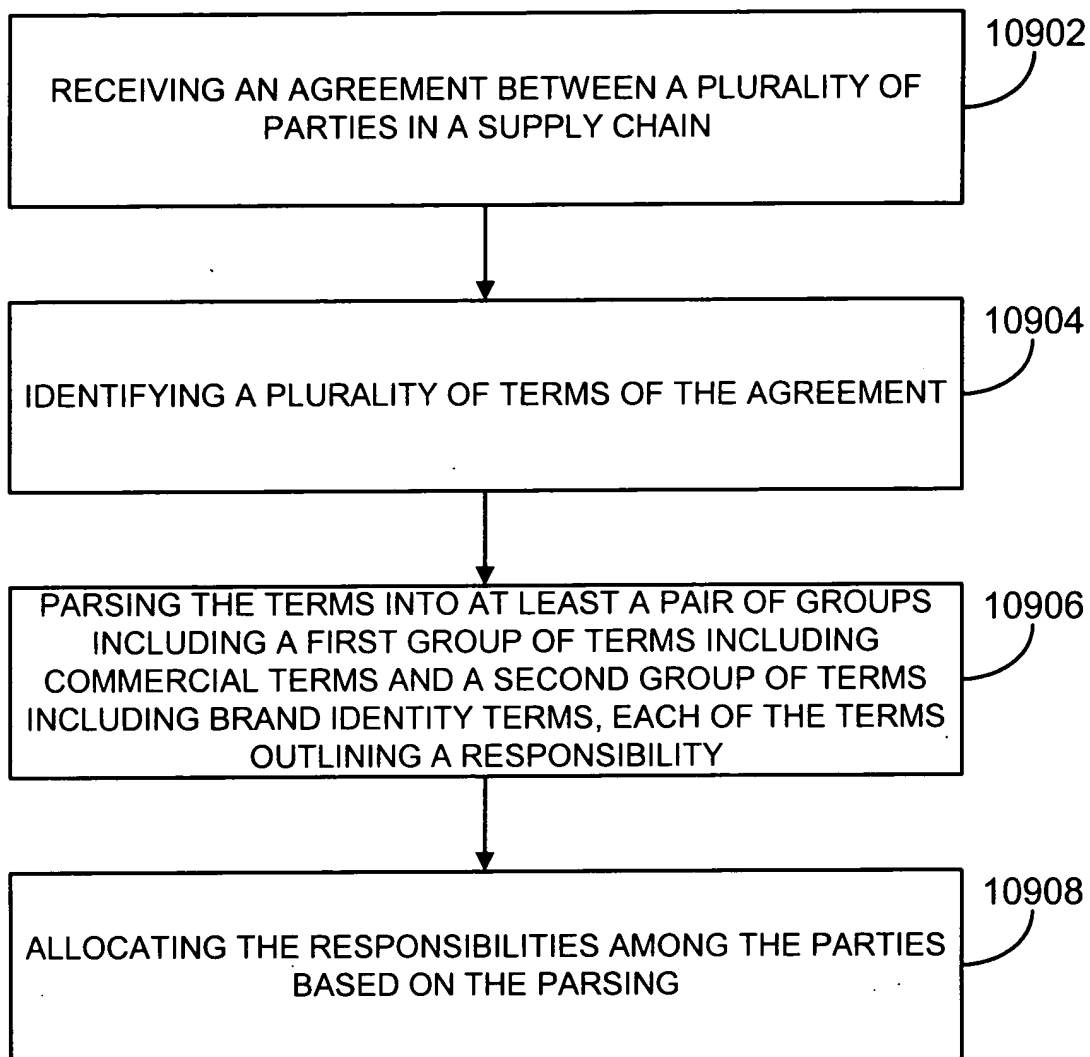 10902
RECEIVING AN AGREEMENT BETWEEN A PLURALITY OF
PARTIES IN A SUPPLY CHAIN
10904
IDENTIFYING A PLURALITY OF TERMS OF THE AGREEMENT
10906
PARSING THE TERMS INTO AT LEAST A PAIR OF GROUPS
INCLUDING A FIRST GROUP OF TERMS INCLUDING
COMMERCIAL TERMS AND A SECOND GROUP OF TERMS
INCLUDING BRAND IDENTITY TERMS, EACH OF THE TERMS
OUTLINING A RESPONSIBILITY
10908
ALLOCATING THE RESPONSIBILITIES AMONG THE PARTIES
BASED ON THE PARSING